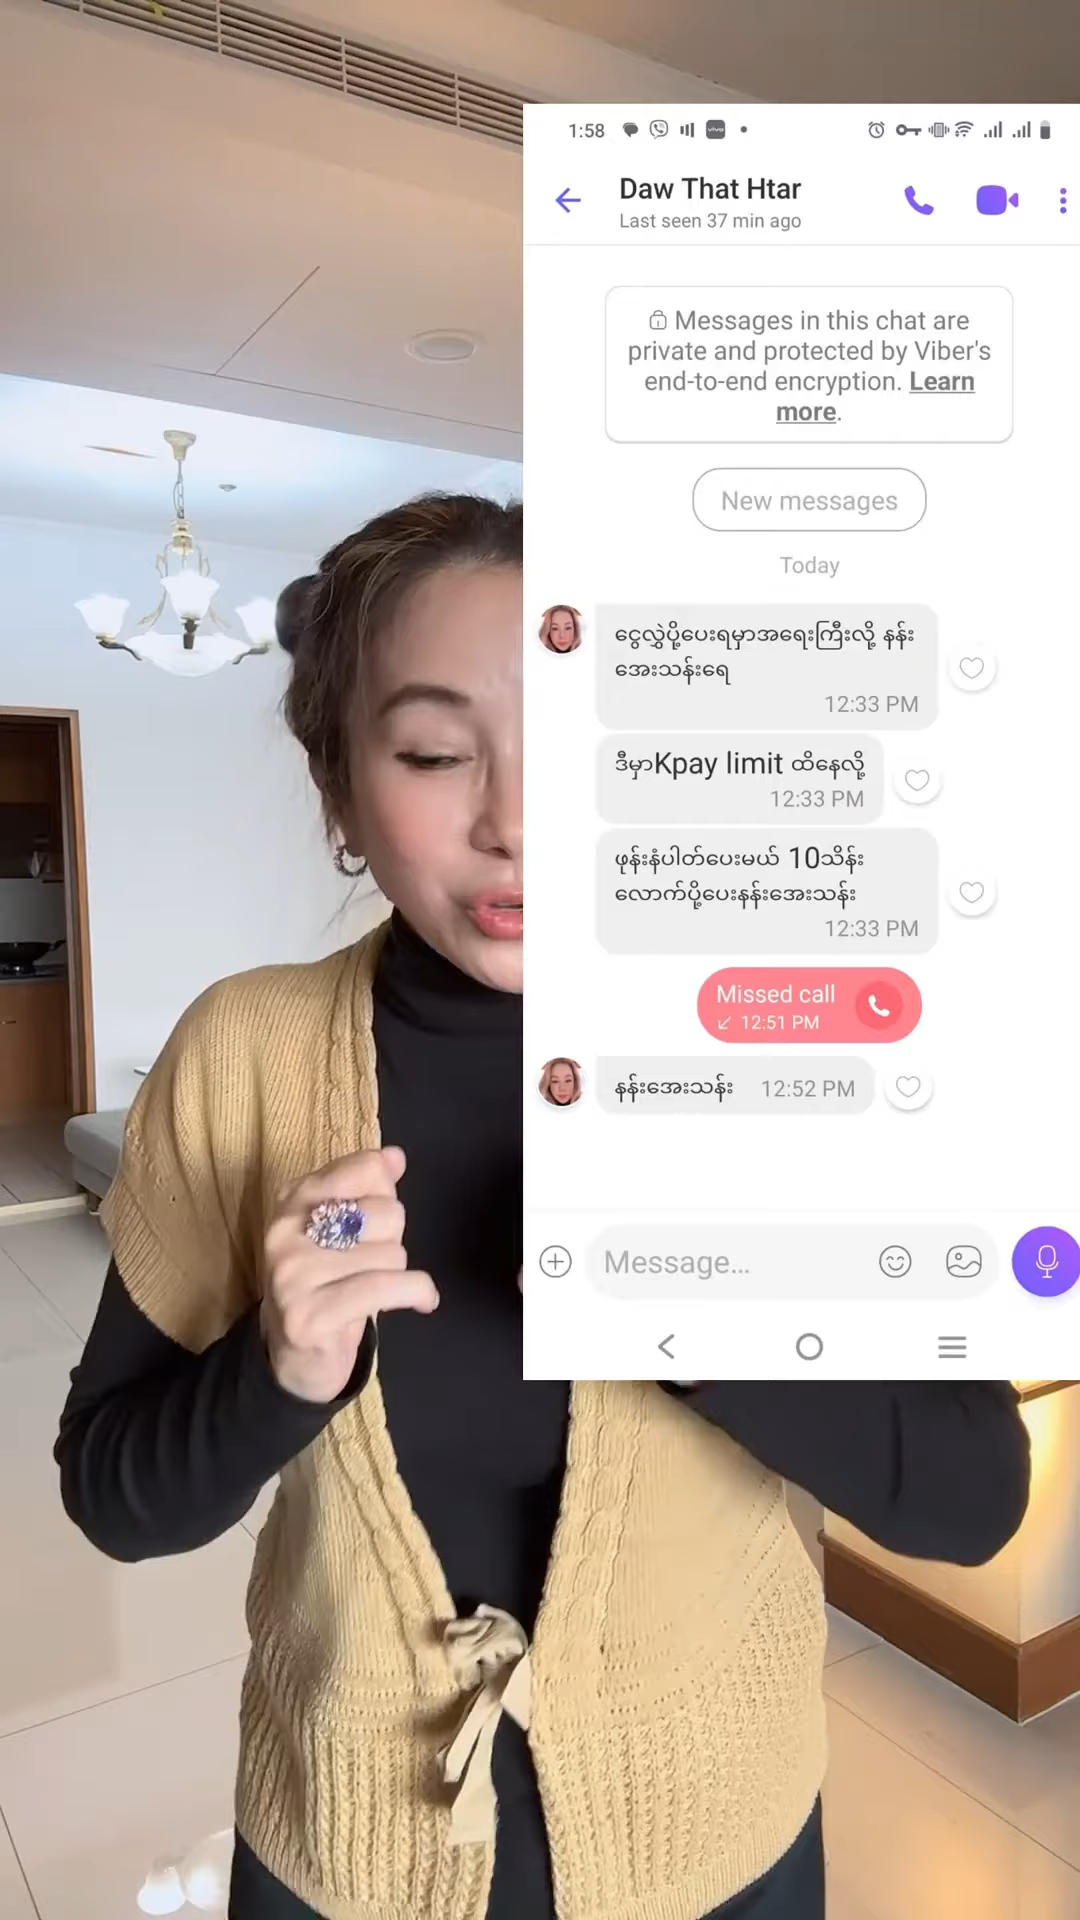 1:58
vivo
Daw That Htar
Last seen 37 min ago
Messages in this chat are
private and protected by Viber's
end-to-end encryption. Learn
more.
New messages
Today
ငွေလွှဲပို့ပေးရမှာအရေးကြီးလို့ နန်း
အေးသန်းရေ
12:33 PM
ဒီမှာKpay limit ထိနေလို့
12:33 PM
ဖုန်းနံပါတ်ပေးမယ် 10သိန်း
လောက်ပို့ပေးနန်းအေးသန်း
12:33 PM
Missed call
12:51 PM
နန်းအေးသန်း 12:52 PM
Message...